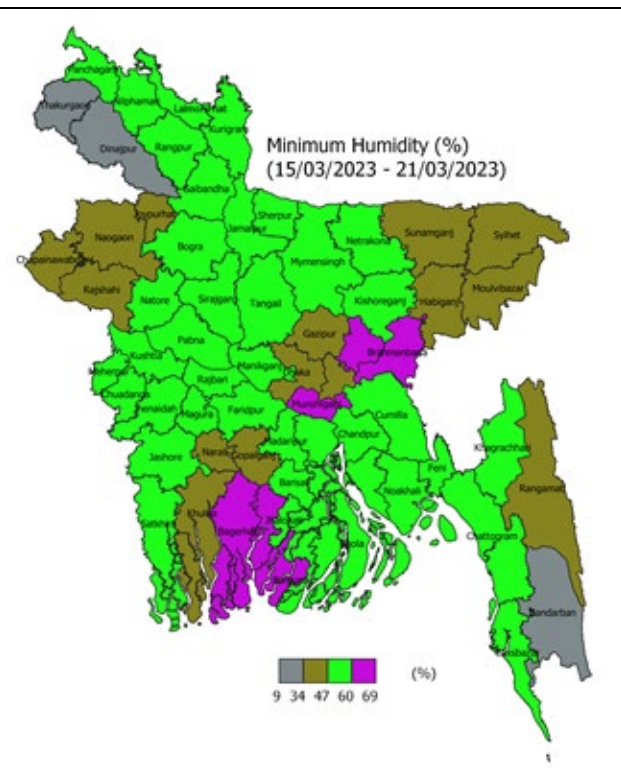 Panchagarh
Nilphamari
Thakurgaon
Lalmonirhat
Kurigram
Minimum Humidity (%)
Dinajpur
Rangpur
(15/03/2023 - 21/03/2023)
Gaibandha
Joypurhat
Sherpur
Naogaon
Jamalpur
Sunamganj
Sylhet
Bogra
Netrakona
Chapainawabganj
Mymensingh
Rajshahi
Natore
Sirajganj
Tangail
Kishoreganj
Habiganj
Moulvibazar
Gazipur
Pabna
Brahmanbaria
Kushtia
Manikganj
Dhaka
Meherpur
Rajbari
Chuadanga
Munshiganj
Jhenaidah
Magura
Faridpur
Cumilla
Madaripur
Chandpur
Khagrachhari
Narail
Gopalganj
Jashore
Feni
Barisal
Noakhali
Rangamati
Khulna
Satkhira
Bagerhat
Chattogram
Bhola
Bandarban
(%)
9 34 47 60 69